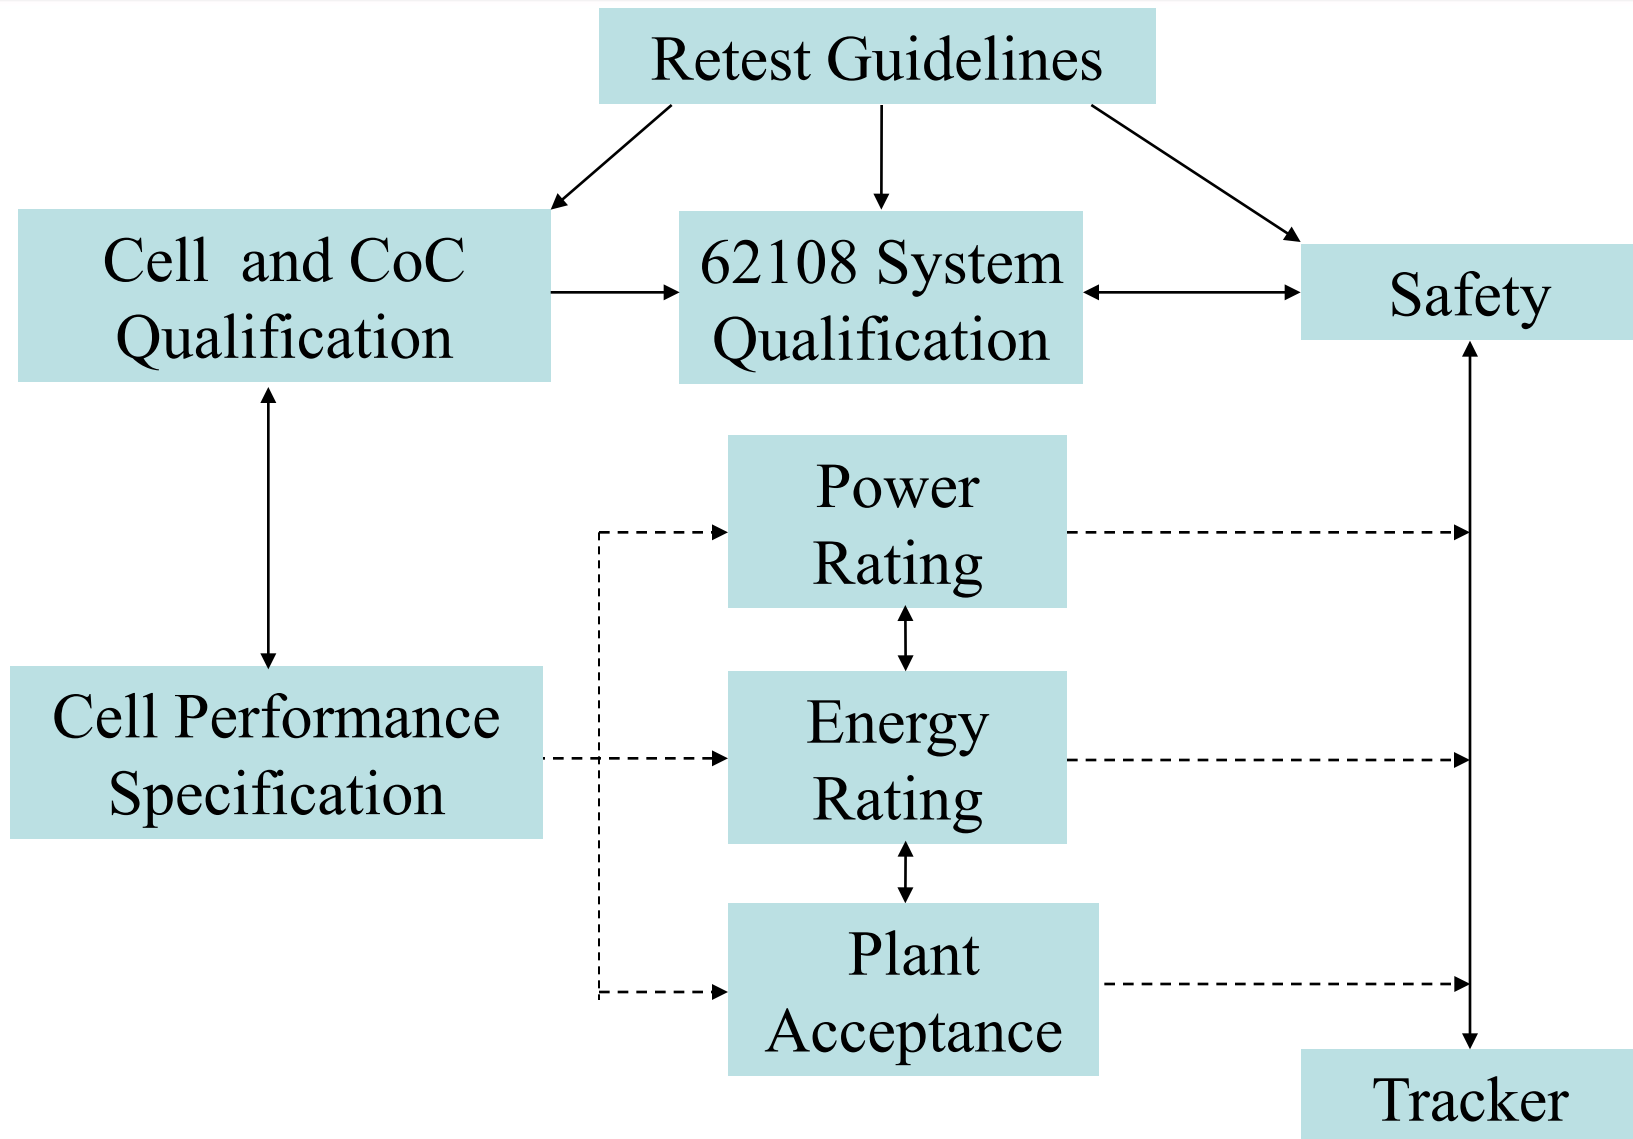 Retest Guidelines
Cell and CoC
Qualification
62108 System
Qualification
Safety
Power
Rating
Cell Performance
Specification
Energy
Rating
Plant
Acceptance
Tracker